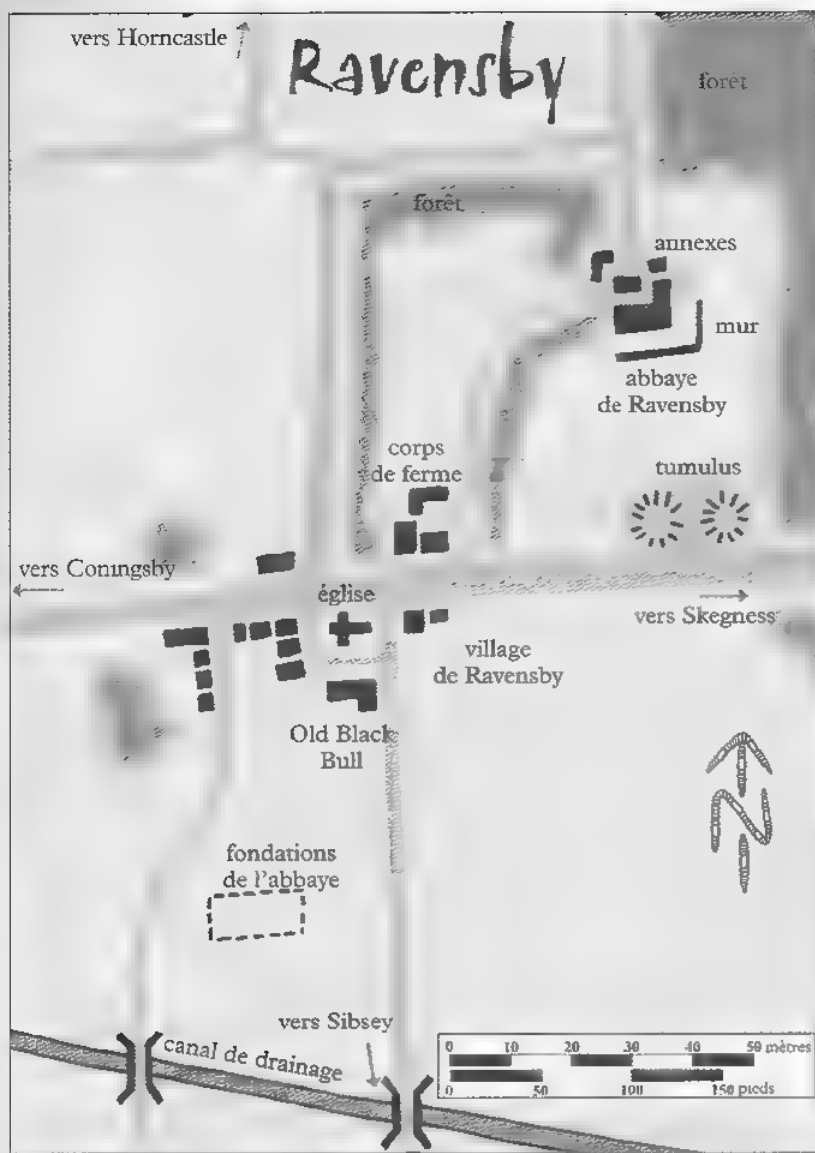 vers Horncastle
Ravensby
forêt
forêt
annexes
mur
abbaye
de Ravensby
corps
de ferme
tumulus
vers Coningsby
église
vers Skegness
village
de Ravensby
Old Black
Bull
N
fondations
de l'abbaye
vers Sibsey
canal de drainage
0 10 20 30 40 50 mètres
0 50 100 150 pieds